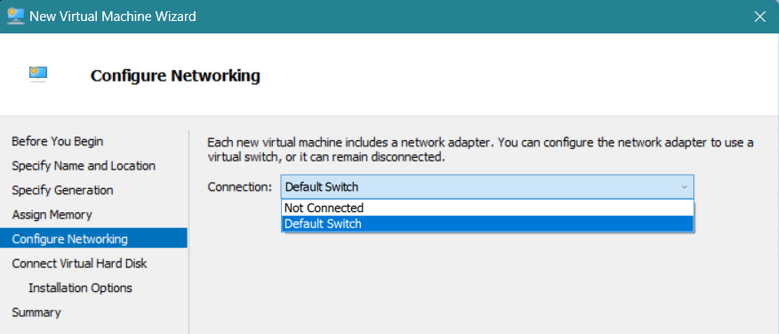 New Virtual Machine Wizard
Configure Networking
Before You Begin
Specify Name and Location
Specify Generation
Assign Memory
Configure Networking
Connect Virtual Hard Disk
Installation Options
Summary
Each new virtual machine includes a network adapter. You can configure the network adapter to use a
virtual switch, or it can remain disconnected.
Connection: Default Switch
Not Connected
Default Switch